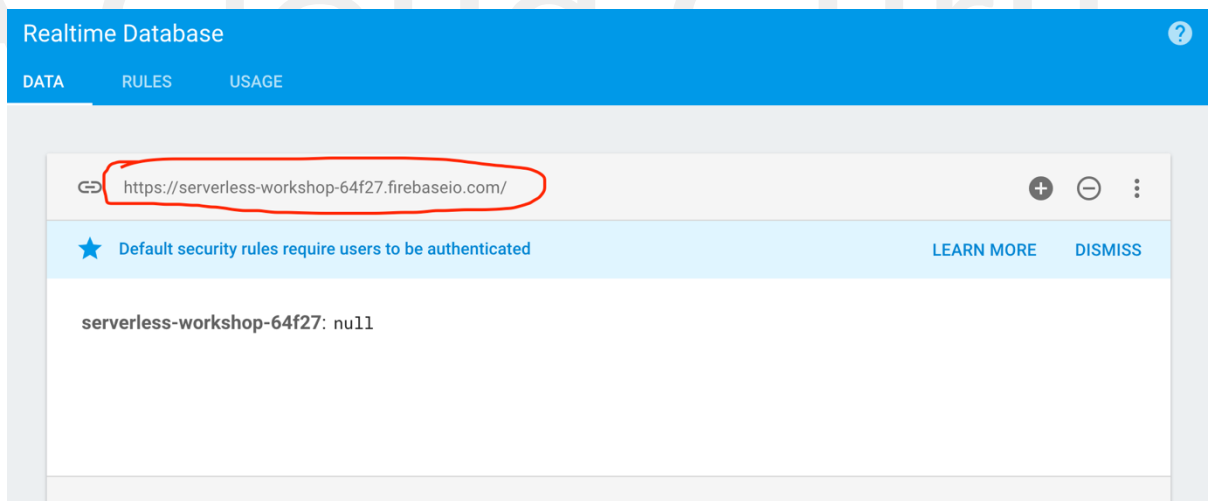 Realtime Database
DATA RULES USAGE
https://serverless-workshop-64f27.firebaseio.com/
Default security rules require users to be authenticated LEARN MORE DISMISS
serverless-workshop-64f27: null